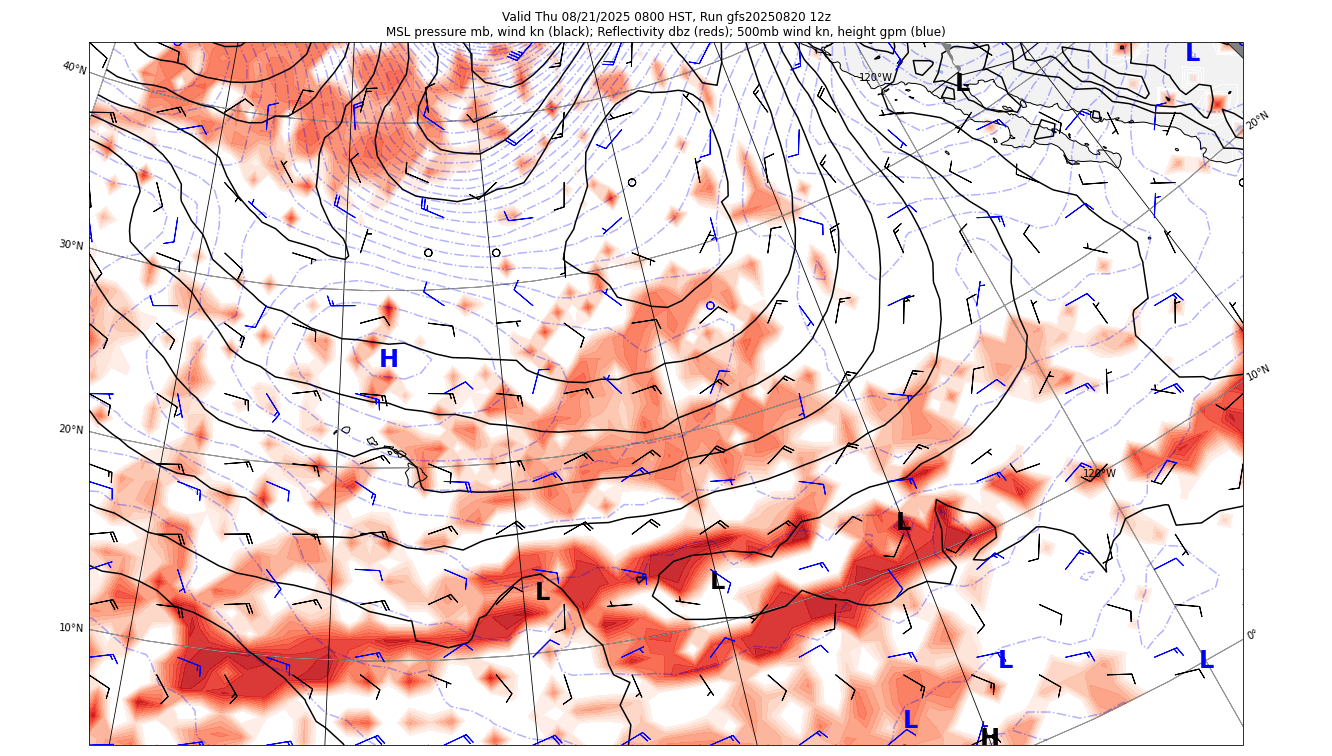 Valid Thu 08/21/2025 0800 HST, Run gfs20250820 12z
MSL pressure mb, wind kn (black); Reflectivity dbz (reds); 500mb wind kn, height gpm (blue)
L
40°N
120°W
L
20°N
30°N
H
10°N
20°N
120°W
L
L
L
10°N
0°
L
L
L
H